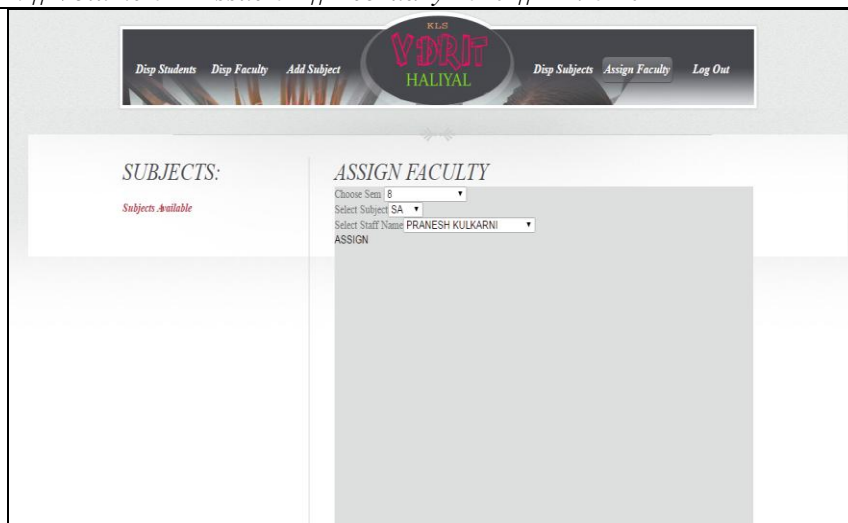 KLS
VDRIT
HALIYAL
Disp Students Disp Faculty Add Subject
Disp Subjects Assign Faculty Log Out
SUBJECTS:
Subjects Available
ASSIGN FACULTY
Choose Sem 8
Select Subject SA
Select Staff Name PRANESH KULKARNI
ASSIGN